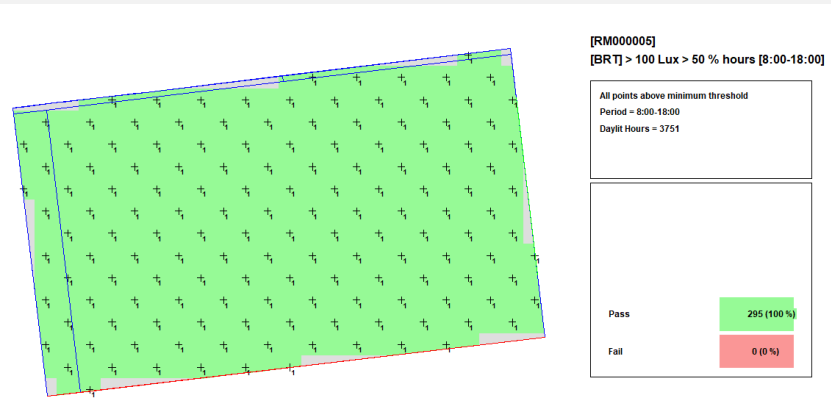 [RM000005]
[BRT] > 100 Lux > 50 % hours [8:00-18:00]
All points above minimum threshold
Period = 8:00-18:00
Daylit Hours = 3751
Pass 295 (100 %)
Fail 0 (0 %)